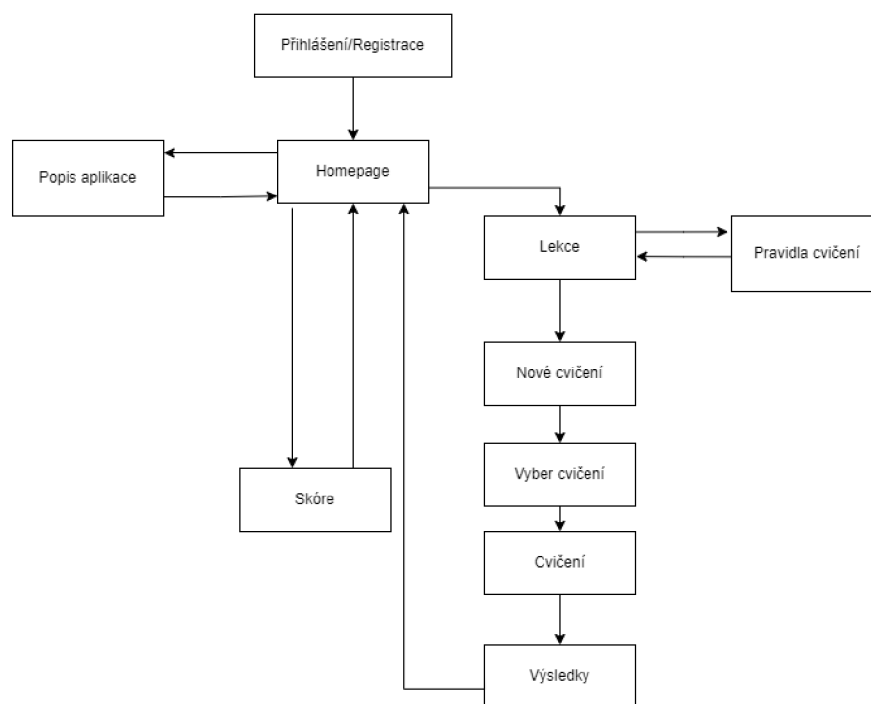 Přihlášení/Registrace
Popis aplikace
Homepage
Lekce
Pravidla cvičení
Nové cvičení
Vyber cvičení
Skóre
Cvičení
Výsledky